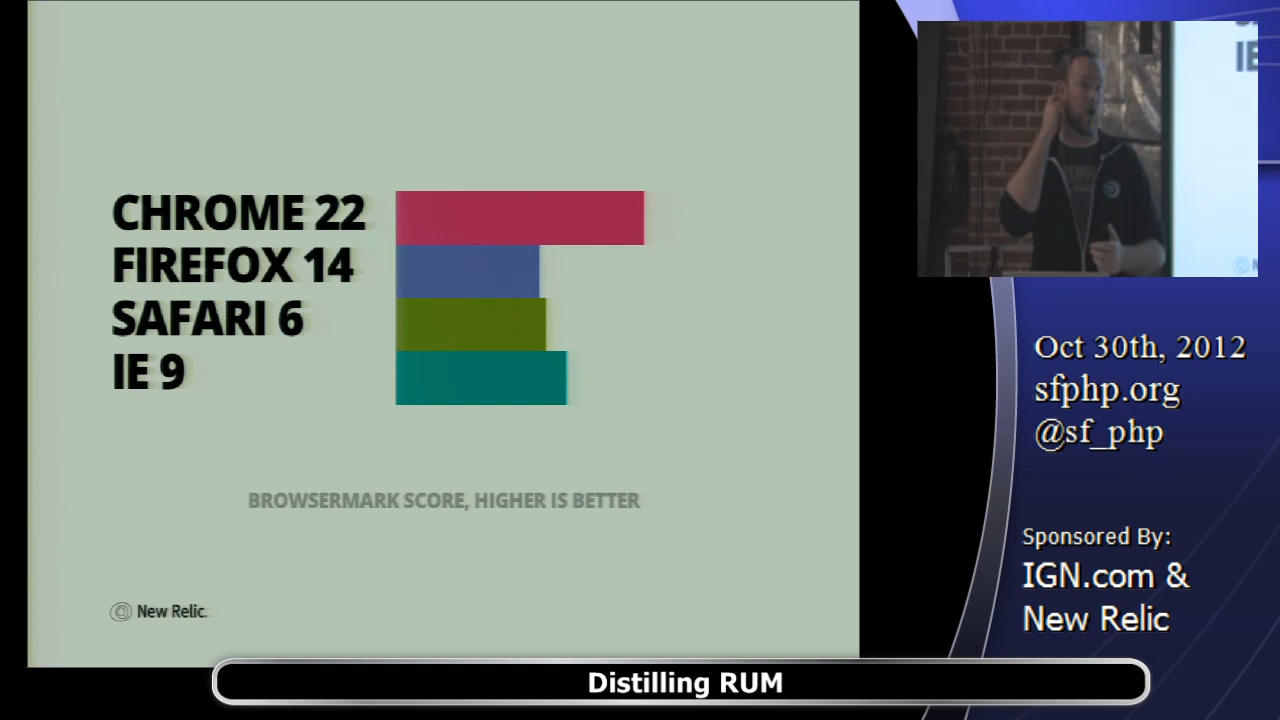 CHROME 22
FIREFOX 14
SAFARI 6
IE 9
BROWSERMARK SCORE, HIGHER IS BETTER
New Relic.
IE
Oct 30th, 2012
sfphp.org
@sf_php
Sponsored By:
IGN.com &
New Relic
Distilling RUM